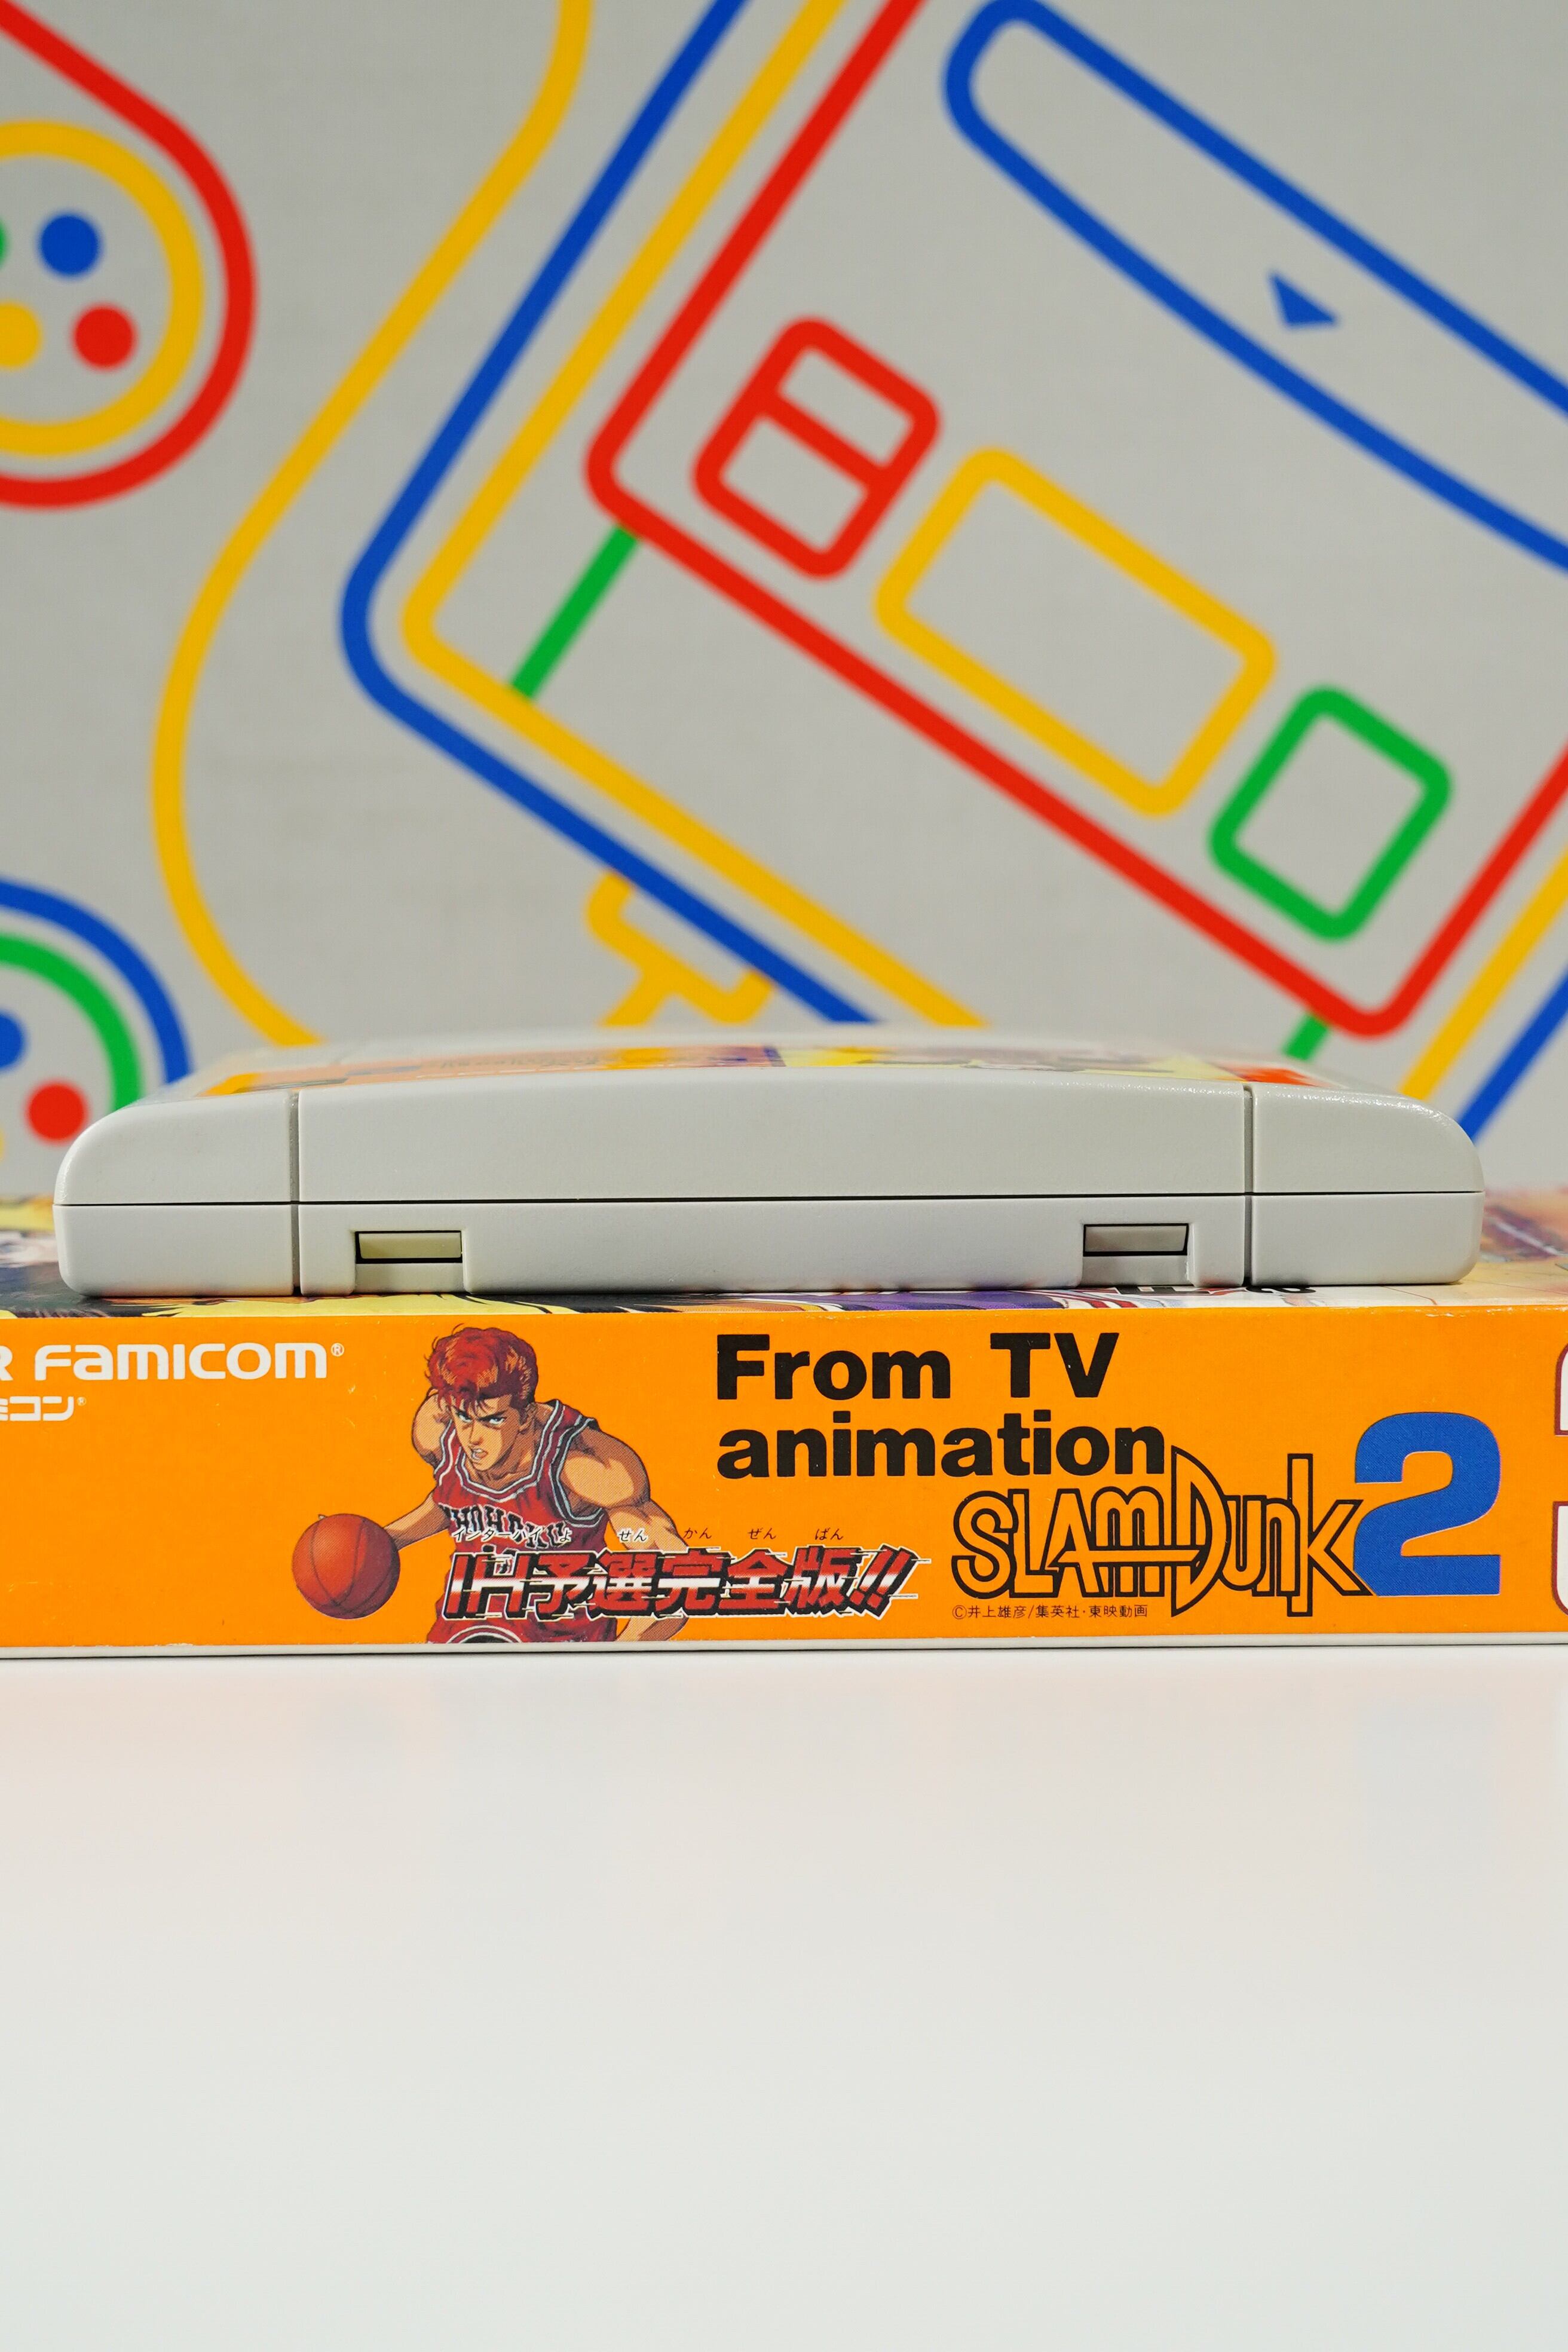 R FamicOM®
ミコン®
From TV
animation
SLAM DUNK 2
インターハイ よ せん かん ぜん ばん
IH予選完全版!!
©井上雄彦/集英社・東映動画